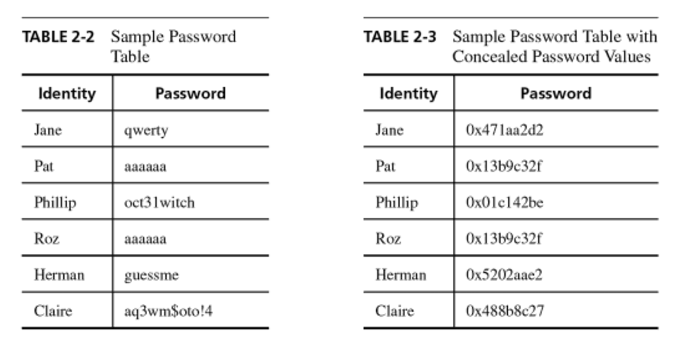 TABLE 2-2 Sample Password
Table
Identity Password
Jane qwerty
Pat aaaaaa
Phillip oct31witch
Roz aaaaaa
Herman guessme
Claire aq3wm$oto!4
TABLE 2-3 Sample Password Table with
Concealed Password Values
Identity Password
Jane 0x471aa2d2
Pat 0x13b9c32f
Phillip 0x01c142be
Roz 0x13b9c32f
Herman 0x5202aae2
Claire 0x488b8c27